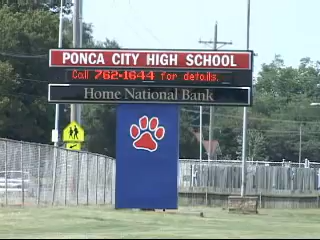 PONCA CITY HIGH SCHOOL
Call 762-1644 for details.
Home National Bank